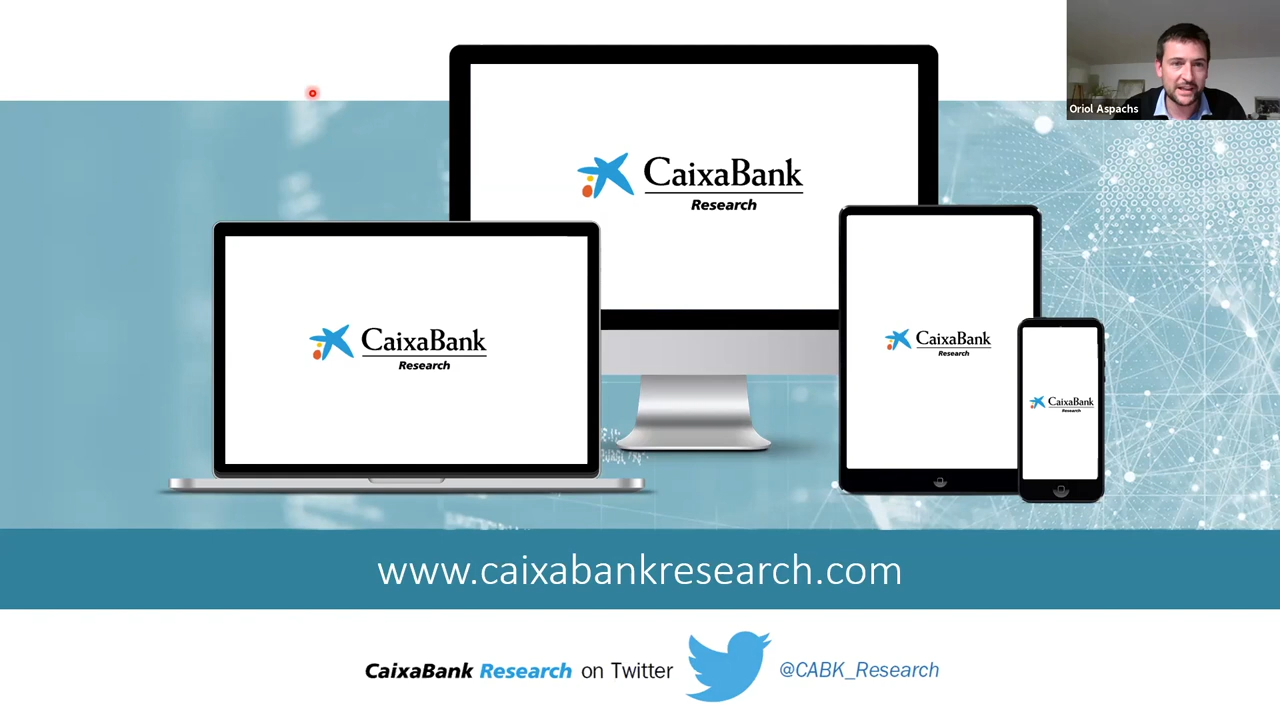 Oriol Aspachs
CaixaBank
Research
CaixaBank
Research
CaixaBank
Research
CaixaBank
Research
www.caixabankresearch.com
CaixaBank Research on Twitter @CABK_Research